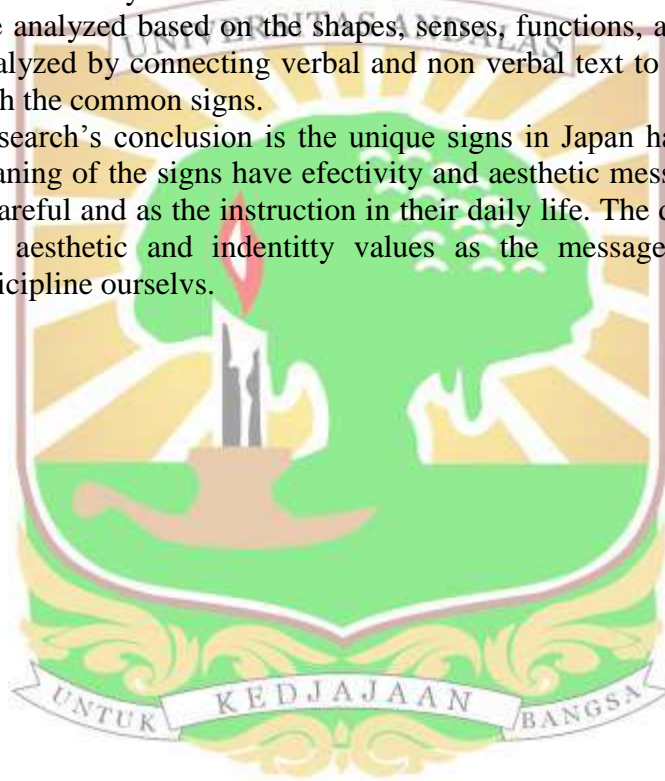 e analyzed based on the shapes, senses, functions, a
UNIVERSITAS ANDALAS
alyzed by connecting verbal and non verbal text to
h the common signs.
search’s conclusion is the unique signs in Japan ha
aning of the signs have efectivity and aesthetic mess
areful and as the instruction in their daily life. The
aesthetic and indentitty values as the message
icipline ourselvs.
UNTUK KEDJAJAAN BANGSA